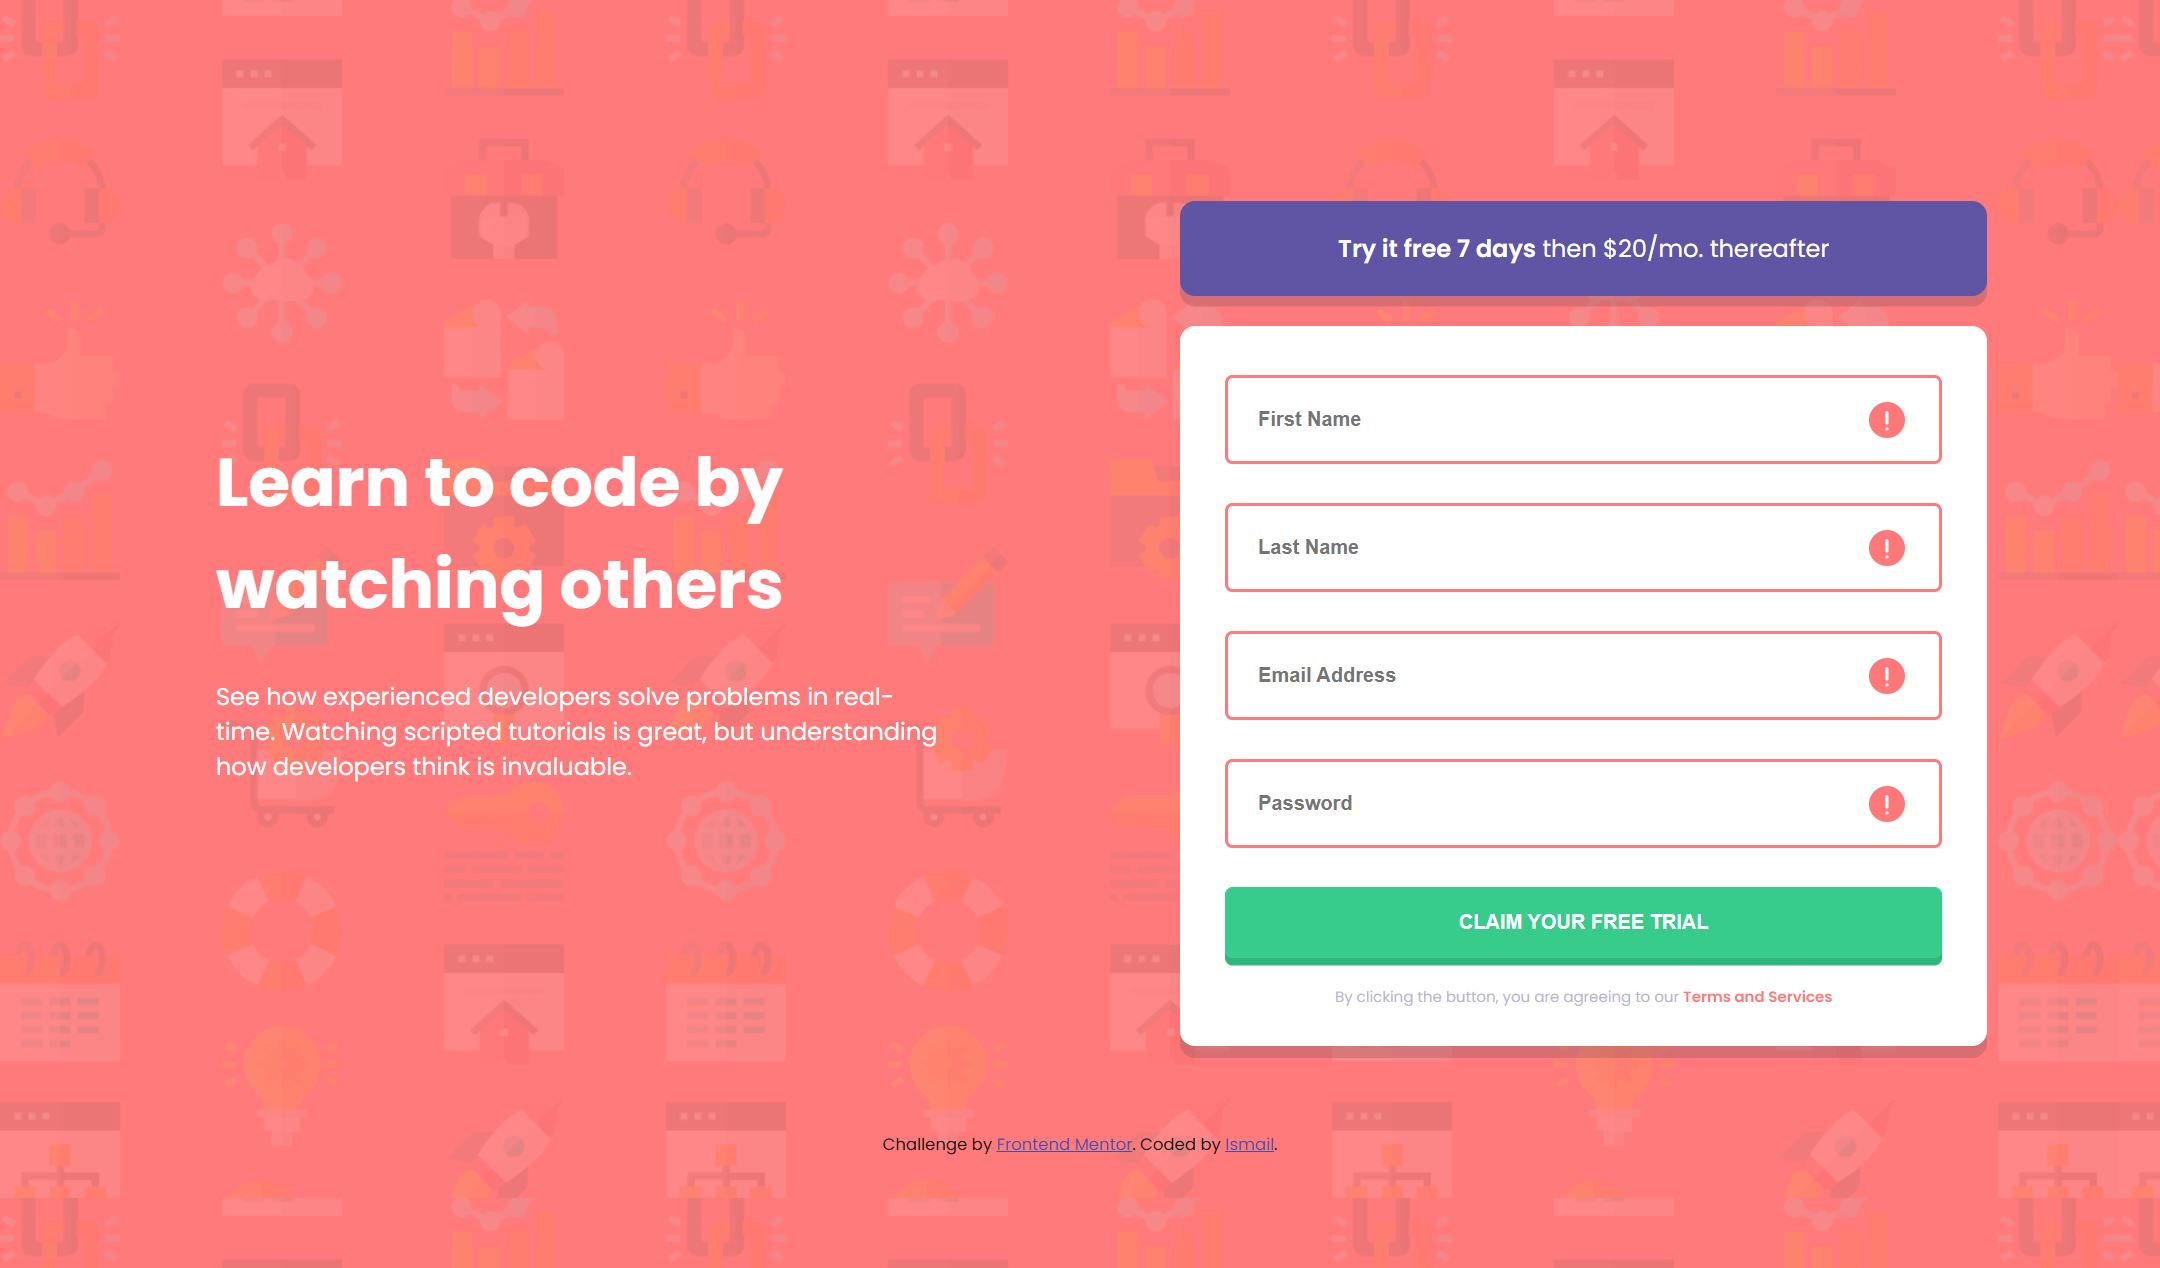 Learn to code by
watching others
See how experienced developers solve problems in real-
time. Watching scripted tutorials is great, but understanding
how developers think is invaluable.
Try it free 7 days then $20/mo. thereafter
First Name
Last Name
Email Address
Password
CLAIM YOUR FREE TRIAL
By clicking the button, you are agreeing to our Terms and Services
Challenge by Frontend Mentor. Coded by Ismail.